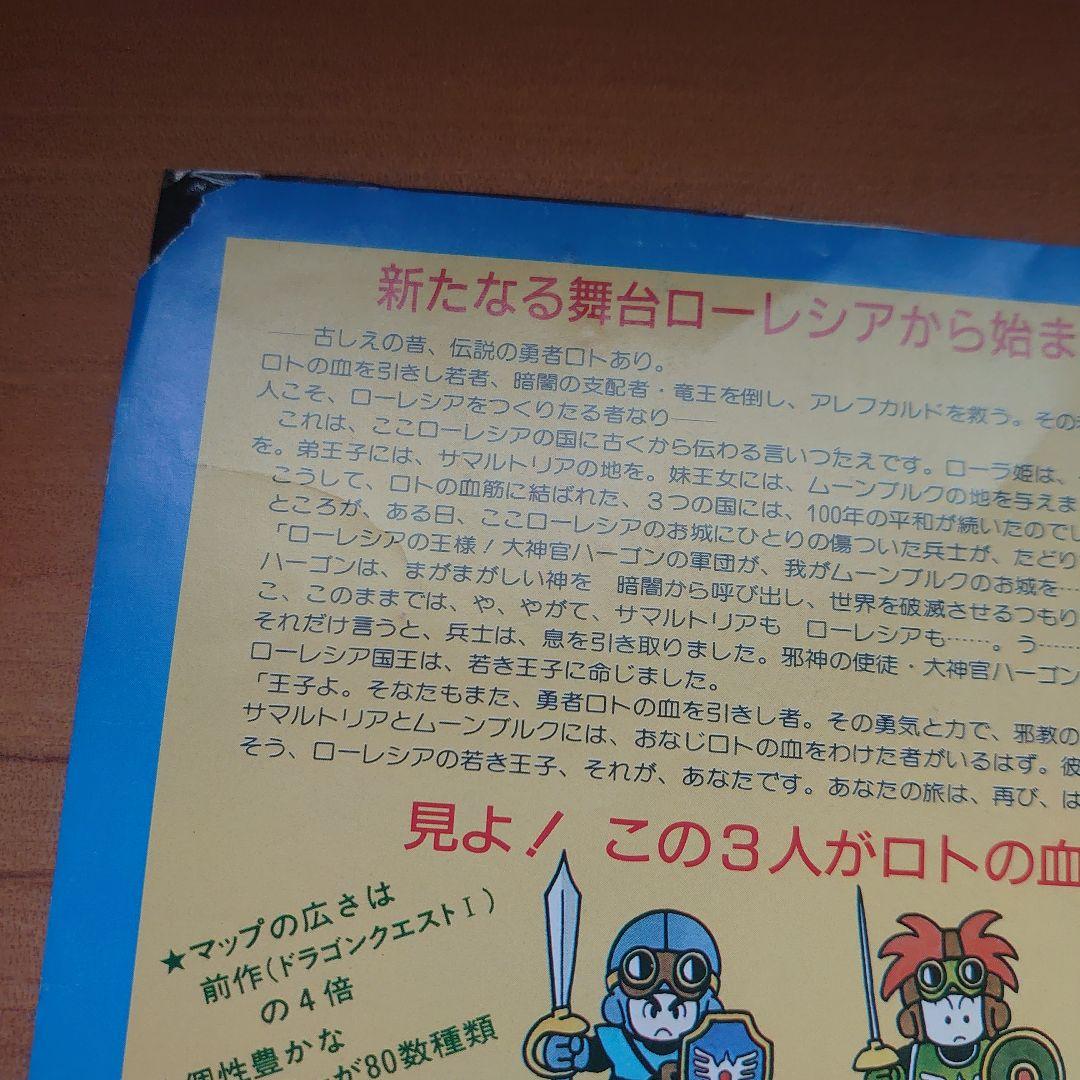 新たなる舞台ローレシアから始ま
──古しえの昔、伝説の勇者ロトあり。
ロトの血を引きし若者、暗闇の支配者・竜王を倒し、アレフガルドを救う。その
人こそ、ローレシアをつくりたる者なり──
これは、ここローレシアの国に古くから伝わる言いつたえです。ローラ姫は、
を。弟王子には、サマルトリアの地を。妹王女には、ムーンブルクの地を与えま
こうして、ロトの血筋に結ばれた、3つの国には、100年の平和が続いたのでし
ところが、ある日、ここローレシアのお城にひとりの傷ついた兵士が、たどり
「ローレシアの王様！大神官ハーゴンの軍団が、我がムーンブルクのお城を…
ハーゴンは、まがまがしい神を 暗闇から呼び出し、世界を破滅させるつもり
こ、このままでは、や、やがて、サマルトリアも ローレシアも……。う……
それだけ言うと、兵士は、息を引き取りました。邪神の使徒・大神官ハーゴン
ローレシア国王は、若き王子に命じました。
「王子よ。そなたもまた、勇者ロトの血を引きし者。その勇気と力で、邪教の
サマルトリアとムーンブルクには、おなじロトの血をわけた者がいるはず。彼
そう、ローレシアの若き王子、それが、あなたです。あなたの旅は、再び、は
見よ！ この3人がロトの血
★マップの広さは
前作(ドラゴンクエストI)
の4倍
個性豊かな
が80数種類